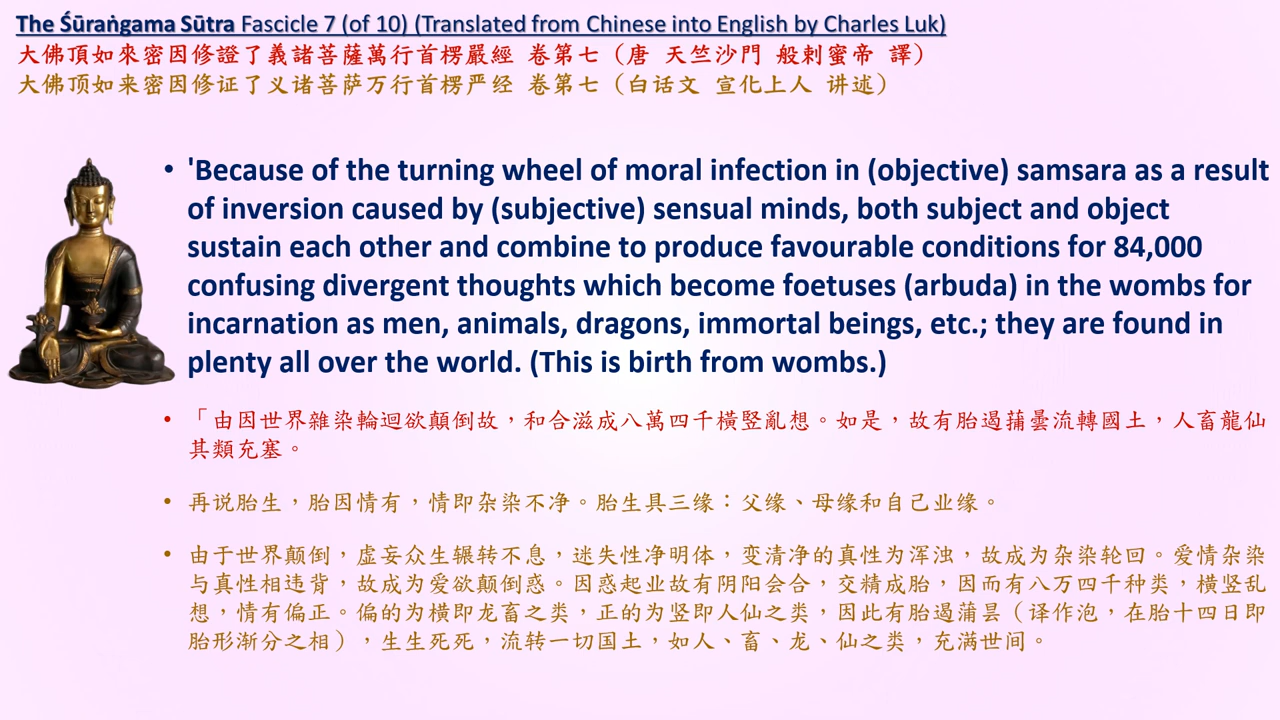 The Śūraṅgama Sūtra Fascicle 7 (of 10) (Translated from Chinese into English by Charles Luk)
大佛頂如來密因修證了義諸菩薩萬行首楞嚴經 卷第七（唐 天竺沙門 般剌蜜帝 譯）
大佛顶如来密因修证了义诸菩萨万行首楞严经 卷第七（白话文 宣化上人 讲述）
• 'Because of the turning wheel of moral infection in (objective) samsara as a result
of inversion caused by (subjective) sensual minds, both subject and object
sustain each other and combine to produce favourable conditions for 84,000
confusing divergent thoughts which become foetuses (arbuda) in the wombs for
incarnation as men, animals, dragons, immortal beings, etc.; they are found in
plenty all over the world. (This is birth from wombs.)
• 「由因世界雜染輪迴欲顛倒故，和合滋成八萬四千橫豎亂想。如是，故有胎遏蒱曇流轉國土，人畜龍仙
其類充塞。
• 再说胎生，胎因情有，情即杂染不净。胎生具三缘：父缘、母缘和自己业缘。
• 由于世界颠倒，虚妄众生辗转不息，迷失性净明体，变清净的真性为浑浊，故成为杂染轮回。爱情杂染
与真性相违背，故成为爱欲颠倒惑。因惑起业故有阴阳会合，交精成胎，因而有八万四千种类，横竖乱
想，情有偏正。偏的为横即龙畜之类，正的为竖即人仙之类，因此有胎遏蒲昙（译作泡，在胎十四日即
胎形渐分之相），生生死死，流转一切国土，如人、畜、龙、仙之类，充满世间。